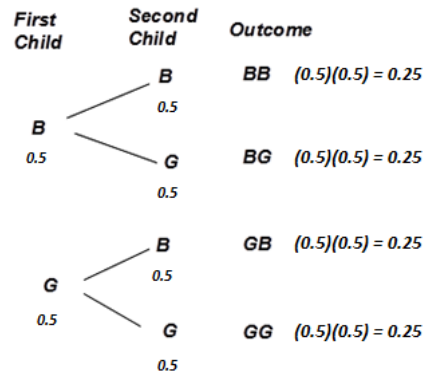 First Child
Second Child
Outcome
B
0.5
B
0.5
BB (0.5)(0.5) = 0.25
G
0.5
BG (0.5)(0.5) = 0.25
G
0.5
B
0.5
GB (0.5)(0.5) = 0.25
G
0.5
GG (0.5)(0.5) = 0.25